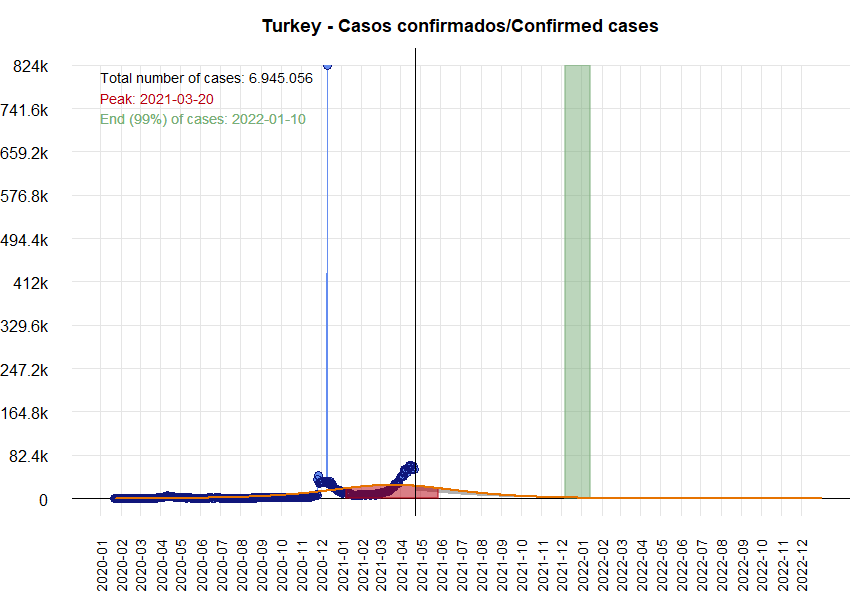 Turkey - Casos confirmados/Confirmed cases
824k
Total number of cases: 6.945.056
Peak: 2021-03-20
741.6k
End (99%) of cases: 2022-01-10
659.2k
576.8k
494.4k
412k
329.6k
247.2k
164.8k
82.4k
0
2020-01
2020-02
2020-03
2020-04
2020-05
2020-06
2020-07
2020-08
2020-09
2020-10
2020-11
2020-12
2021-01
2021-02
2021-03
2021-04
2021-05
2021-06
2021-07
2021-08
2021-09
2021-10
2021-11
2021-12
2022-01
2022-02
2022-03
2022-04
2022-05
2022-06
2022-07
2022-08
2022-09
2022-10
2022-11
2022-12